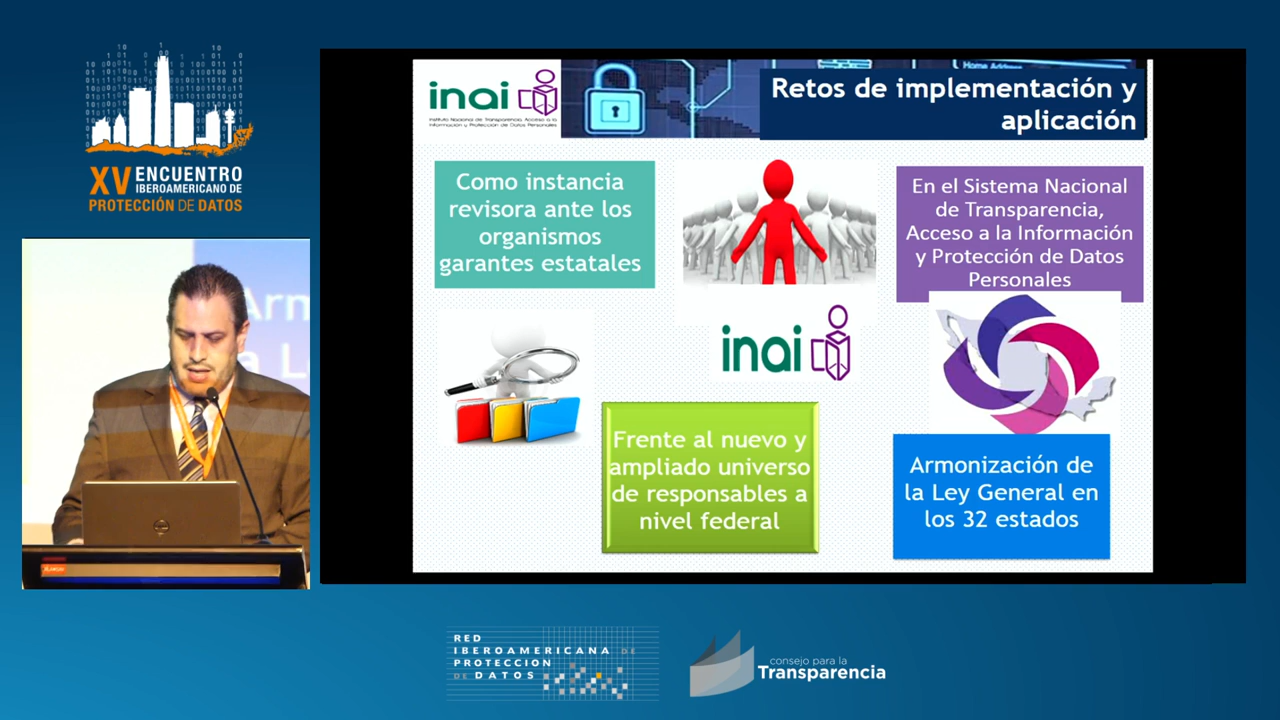 XV ENCUENTRO
IBEROAMERICANO DE
PROTECCIÓN DE DATOS
inai
Instituto Nacional de Transparencia, Acceso a la
Información y Protección de Datos Personales
Home Address
Retos de implementación y
aplicación
Como instancia
revisora ante los
organismos
garantes estatales
En el Sistema Nacional
de Transparencia,
Acceso a la Información
y Protección de Datos
Personales
inai
Frente al nuevo y
ampliado universo
de responsables a
nivel federal
Armonización de
la Ley General en
los 32 estados
Arm
a L
RED
IBEROAMERICANA DE
PROTECCION
DE DATOS
consejo para la
Transparencia